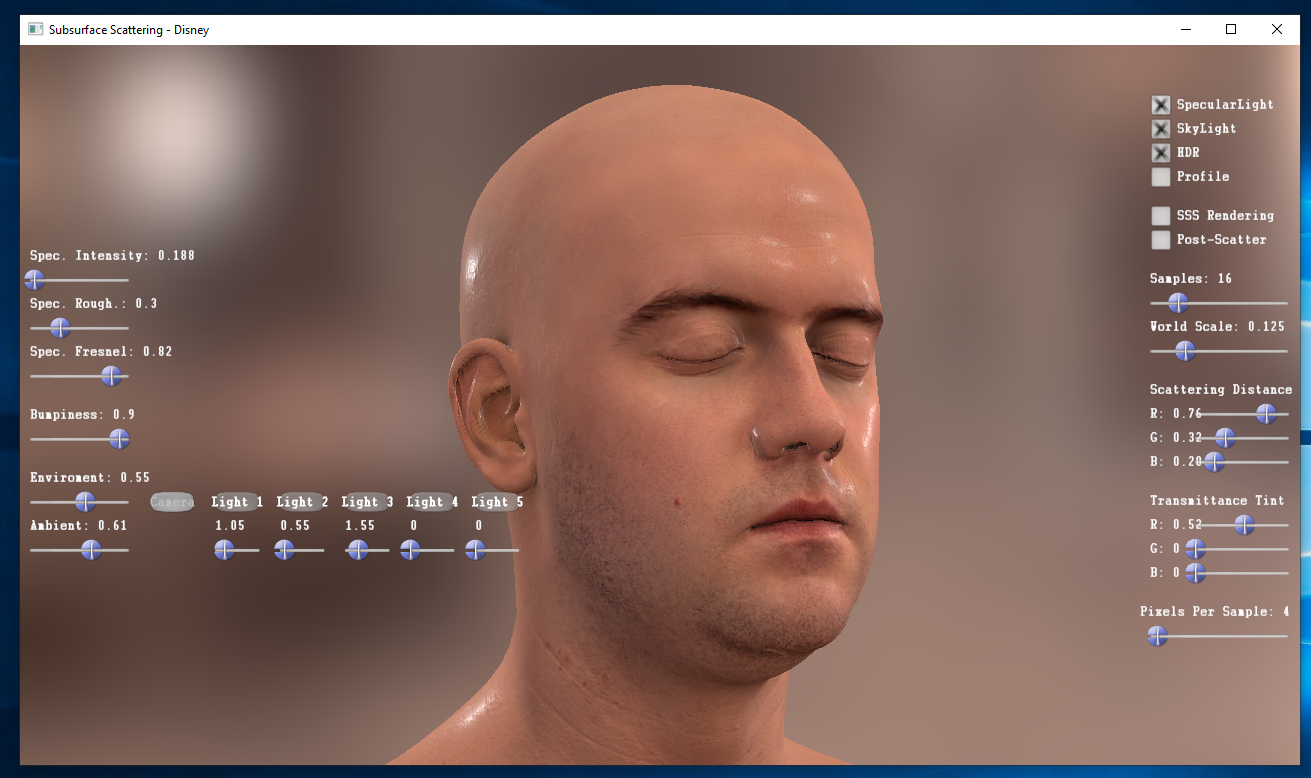 Subsurface Scattering - Disney
SpecularLight
SkyLight
HDR
Profile
SSS Rendering
Post-Scatter
Samples: 16
World Scale: 0.125
Scattering Distance
R: 0.76
G: 0.32
B: 0.20
Transmittance Tint
R: 0.52
G: 0
B: 0
Pixels Per Sample: 4
Spec. Intensity: 0.188
Spec. Rough.: 0.3
Spec. Fresnel: 0.82
Bumpiness: 0.9
Enviroment: 0.55
Camera Light 1 Light 2 Light 3 Light 4 Light 5
Ambient: 0.61 1.05 0.55 1.55 0 0